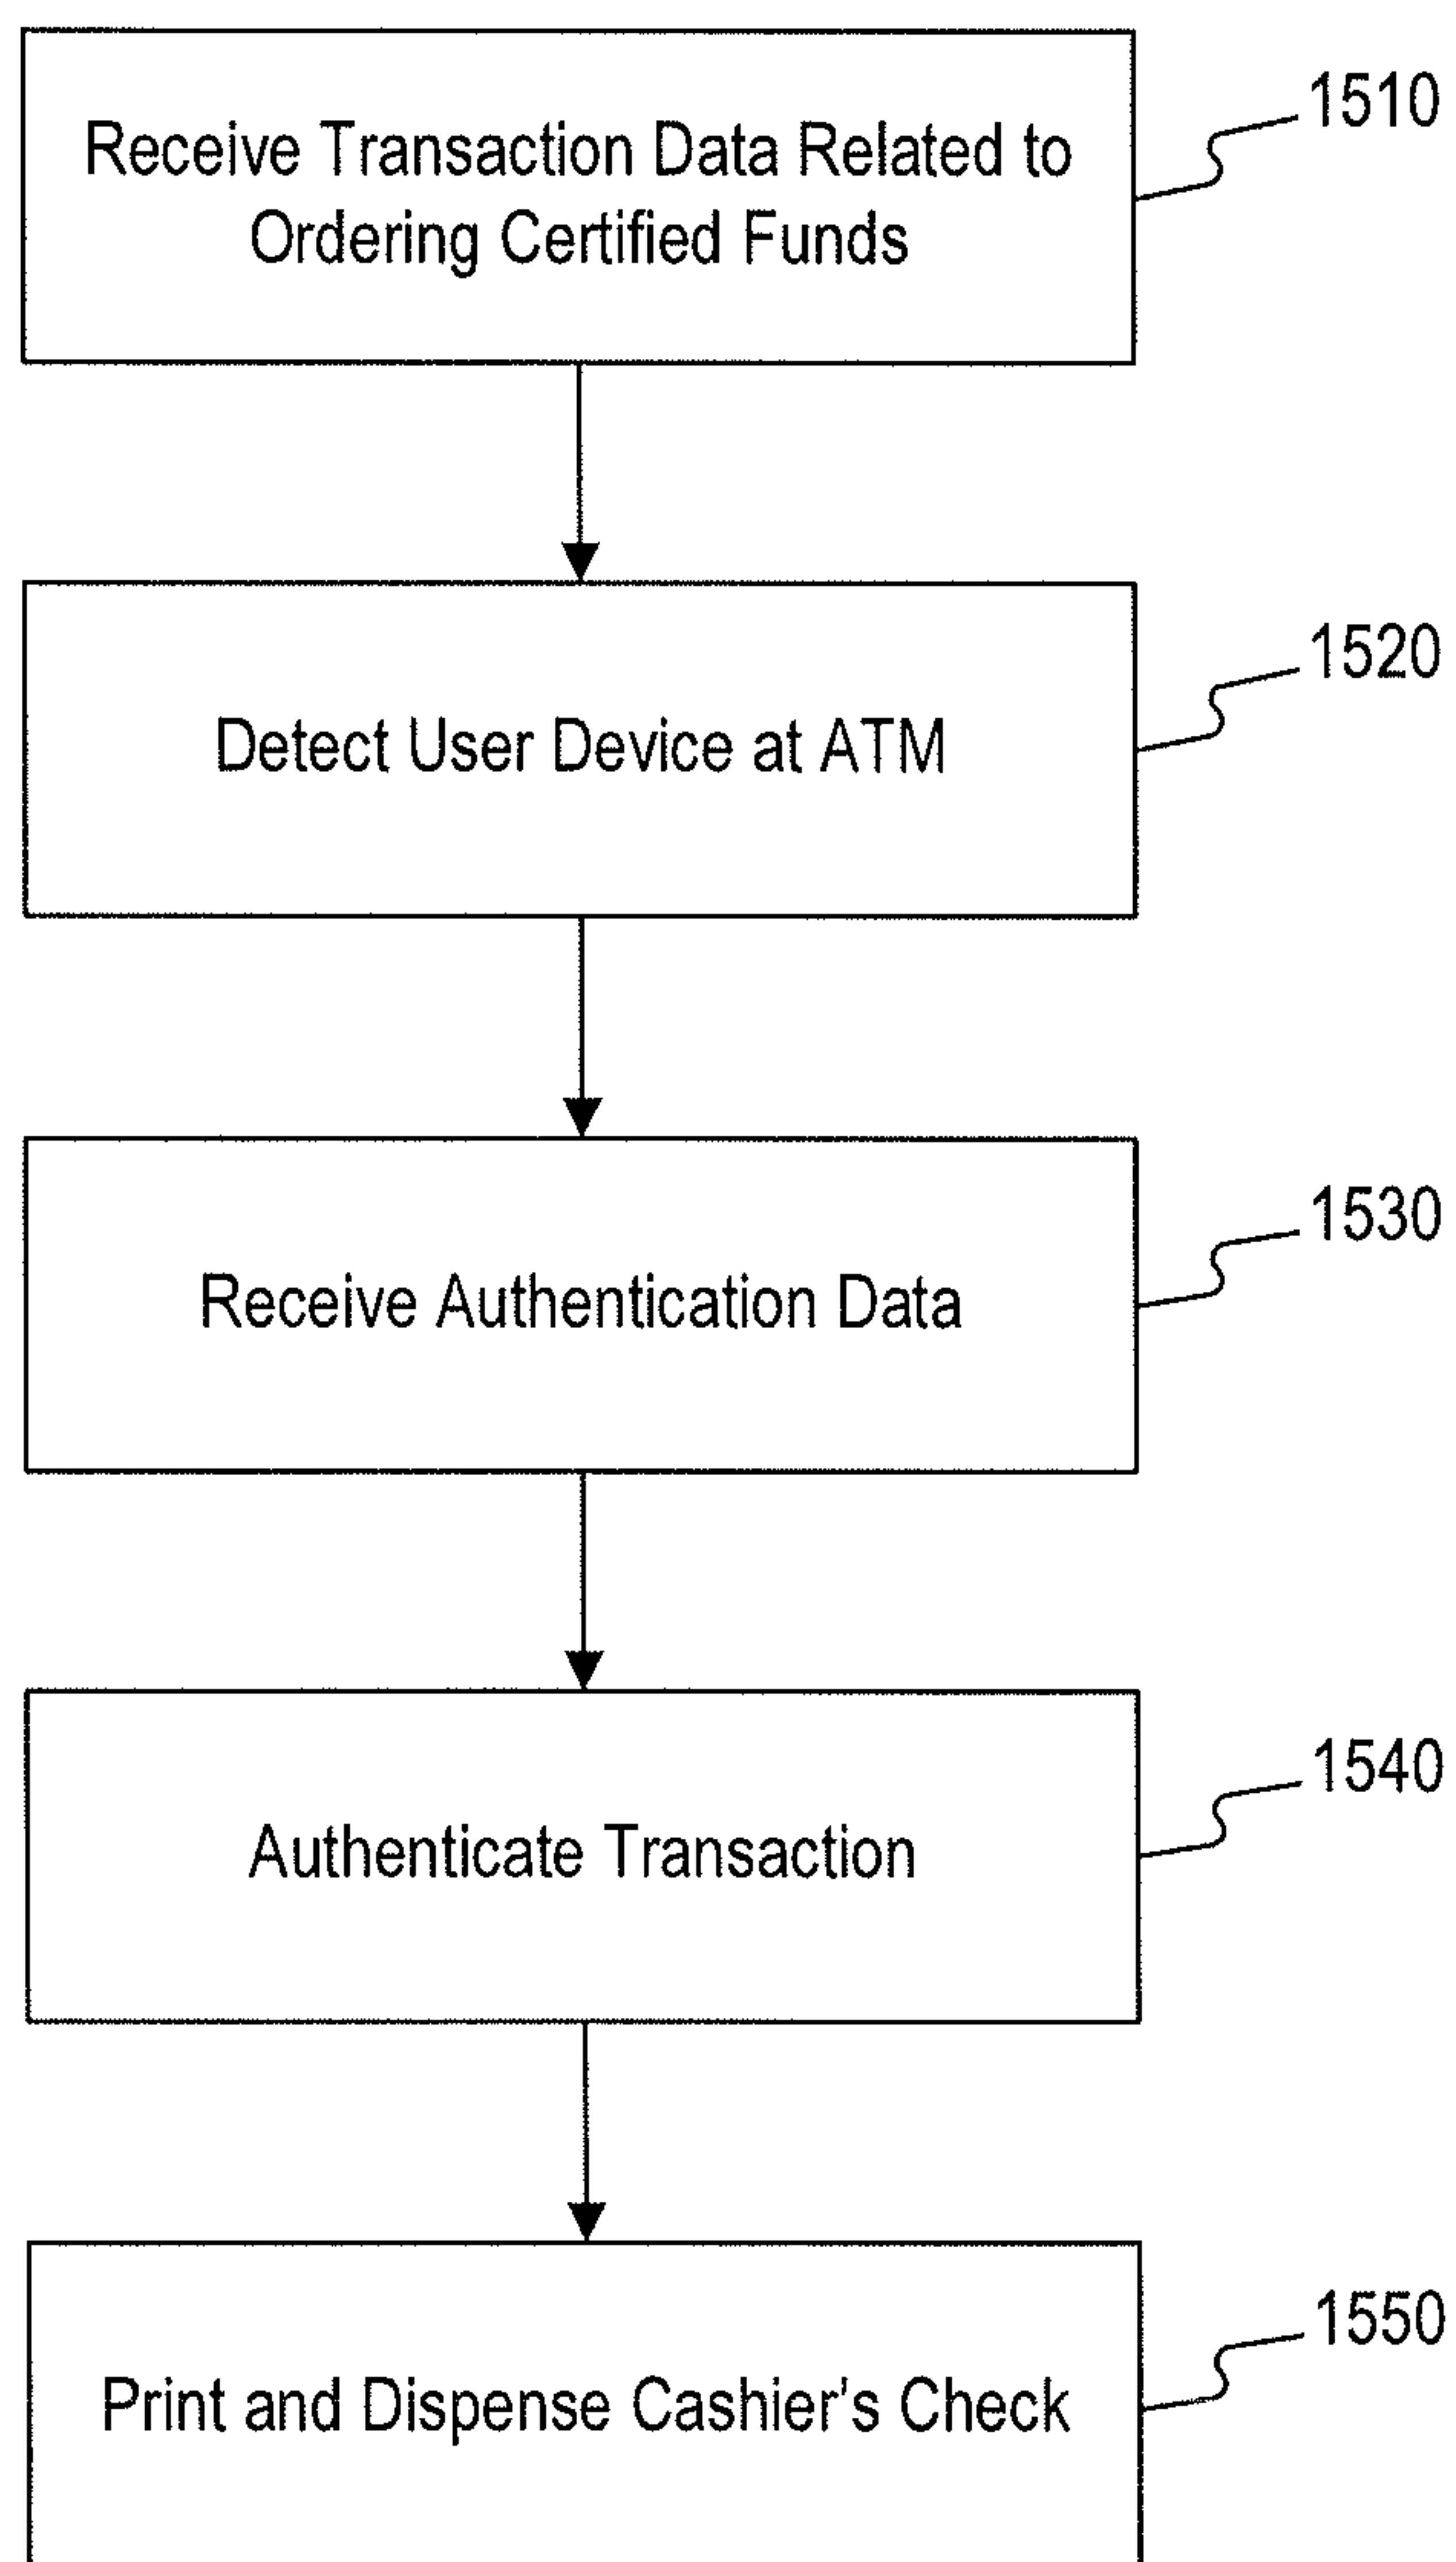 Receive Transaction Data Related to
Ordering Certified Funds
1510
Detect User Device at ATM
1520
Receive Authentication Data
1530
Authenticate Transaction
1540
Print and Dispense Cashier's Check
1550